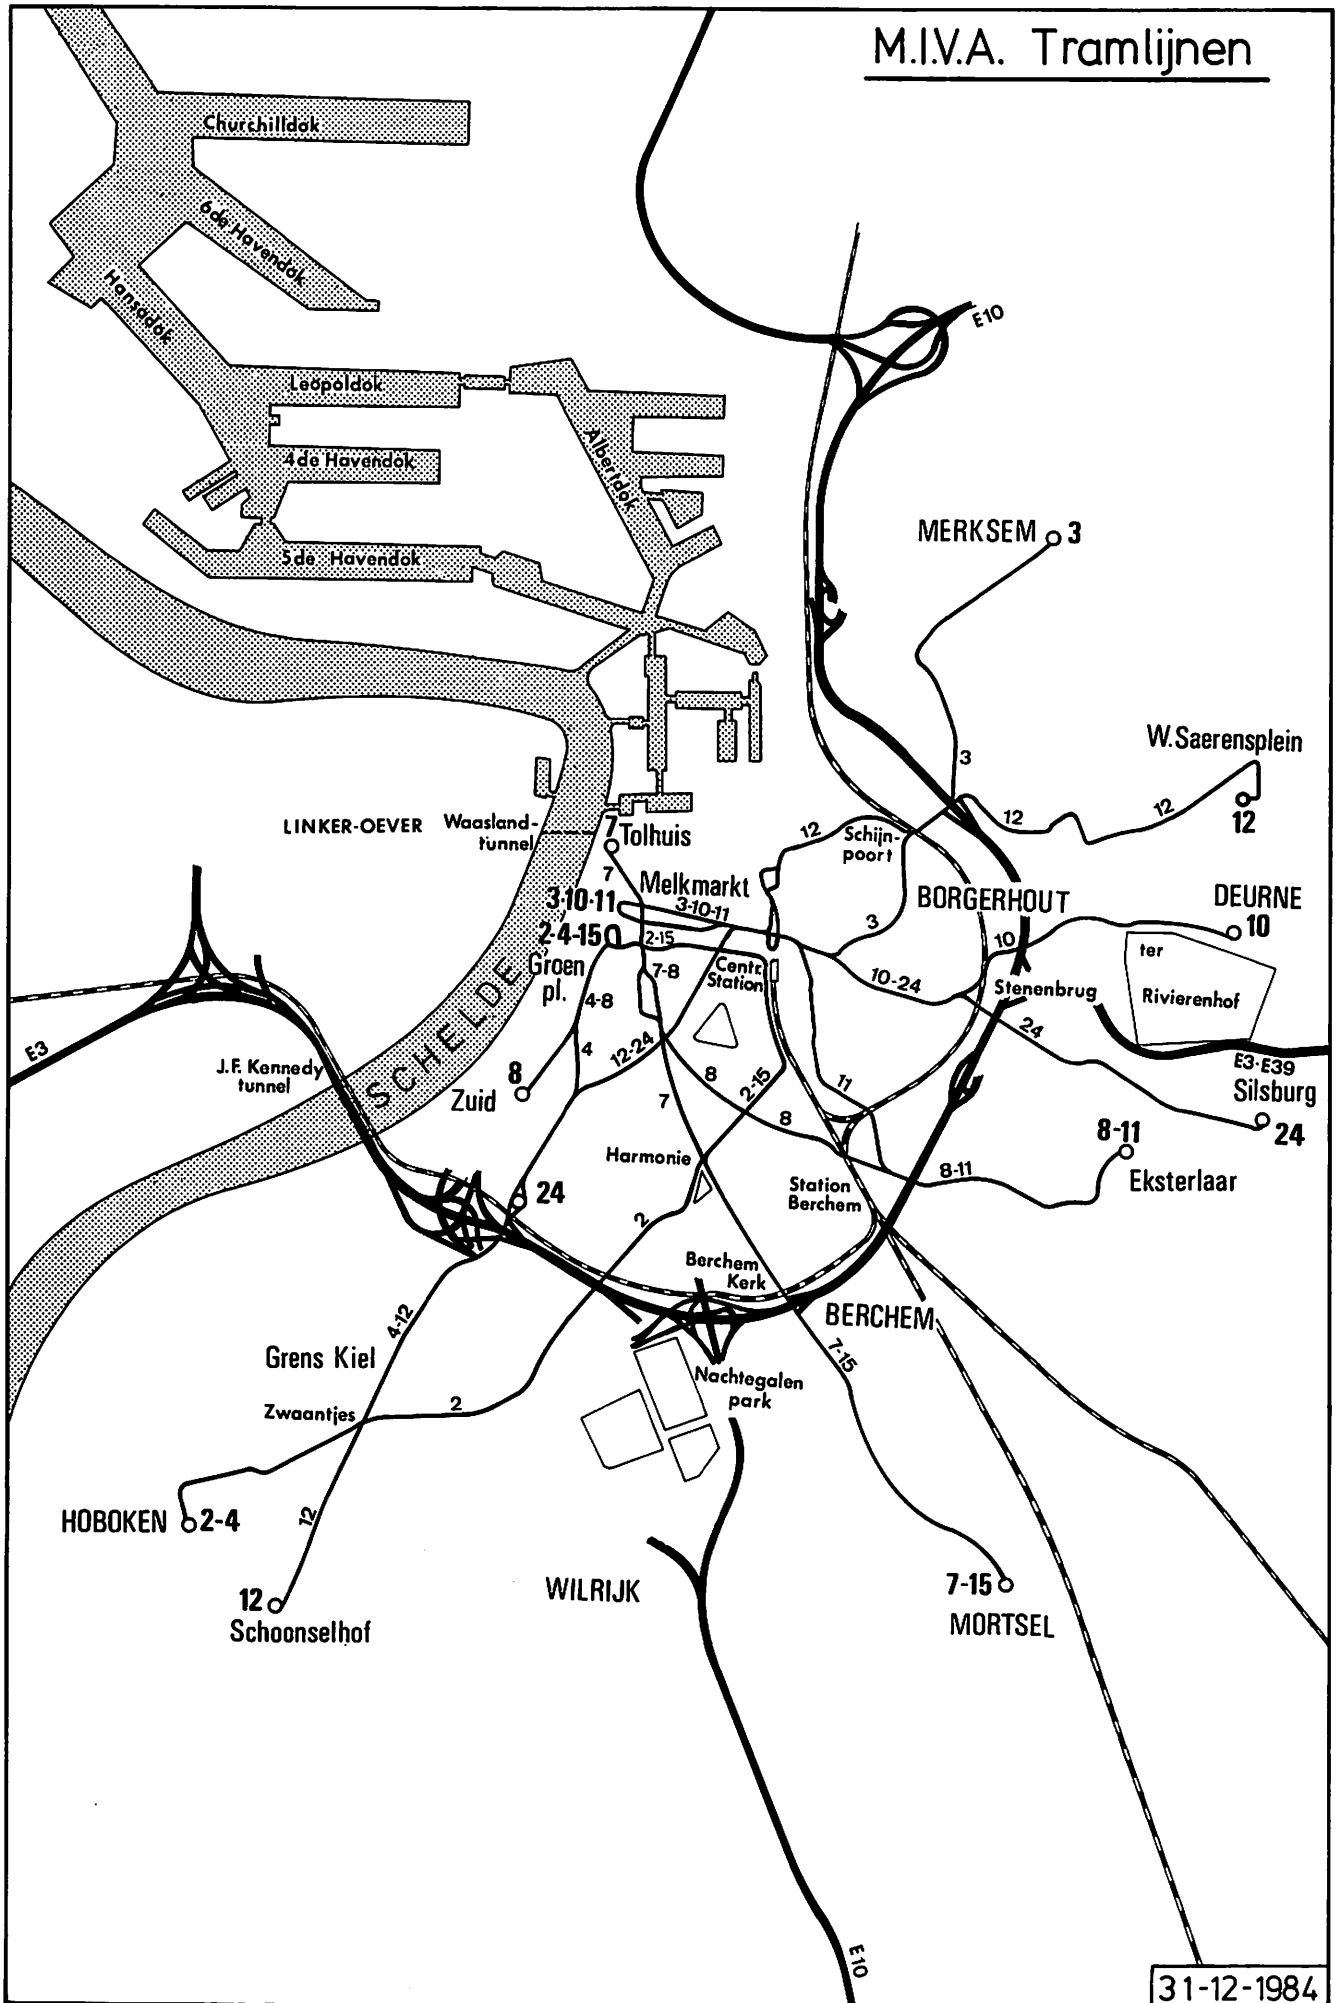 M.I.V.A. Tramlijnen
Churchilldok
6de Havendok
Hansadok
E10
Leopoldok
Albertdok
4de Havendok
5de Havendok
MERKSEM 3
3
W.Saerensplein
12
12
12
LINKER-OEVER
Waasland-
tunnel
7 Tolhuis
7
12
Schijn-
poort
Melkmarkt
3-10-11
3-10-11
BORGERHOUT
DEURNE
10
2-4-15
2-15
3
10
ter
Rivierenhof
Groen
pl.
7-8
Centr.
Station
10-24
Stenenbrug
4-8
24
SCHELDE
E3
J.F. Kennedy
tunnel
4
12-24
E3-E39
Silsburg
24
8
Zuid
8
2-15
11
7
8
8-11
Eksterlaar
Harmonie
8-11
24
Station
Berchem
2
Berchem
Kerk
BERCHEM
4-12
7-15
Grens Kiel
Nachtegalen
park
Zwaantjes
2
HOBOKEN 2-4
12
12
Schoonselhof
WILRIJK
7-15
MORTSEL
E10
31-12-1984